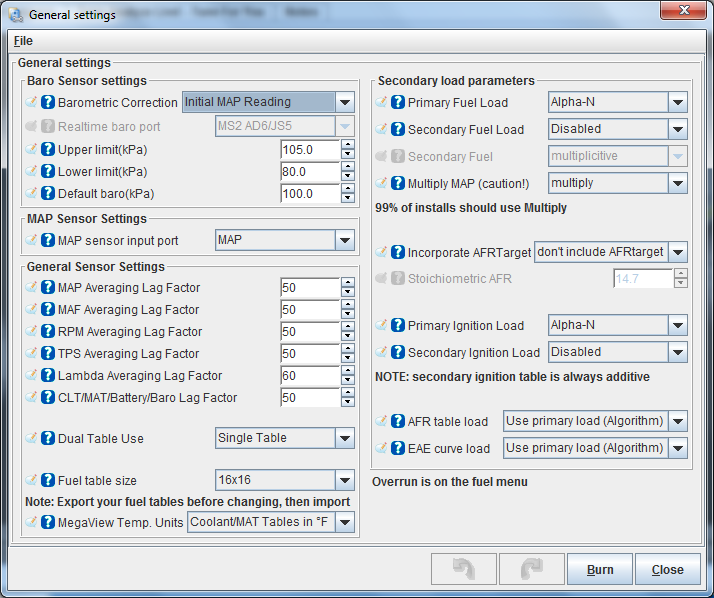 General settings
File
General settings
Baro Sensor settings
Barometric Correction Initial MAP Reading
Realtime baro port MS2 AD6/JS5
Upper limit(kPa) 105.0
Lower limit(kPa) 80.0
Default baro(kPa) 100.0
MAP Sensor Settings
MAP sensor input port MAP
General Sensor Settings
MAP Averaging Lag Factor 50
MAF Averaging Lag Factor 50
RPM Averaging Lag Factor 50
TPS Averaging Lag Factor 50
Lambda Averaging Lag Factor 60
CLT/MAT/Battery/Baro Lag Factor 50
Dual Table Use Single Table
Fuel table size 16x16
Note: Export your fuel tables before changing, then import
MegaView Temp. Units Coolant/MAT Tables in °F
Secondary load parameters
Primary Fuel Load Alpha-N
Secondary Fuel Load Disabled
Secondary Fuel multiplicitive
Multiply MAP (caution!) multiply
99% of installs should use Multiply
Incorporate AFRTarget don't include AFRtarget
Stoichiometric AFR 14.7
Primary Ignition Load Alpha-N
Secondary Ignition Load Disabled
NOTE: secondary ignition table is always additive
AFR table load Use primary load (Algorithm)
EAE curve load Use primary load (Algorithm)
Overrun is on the fuel menu
Burn
Close